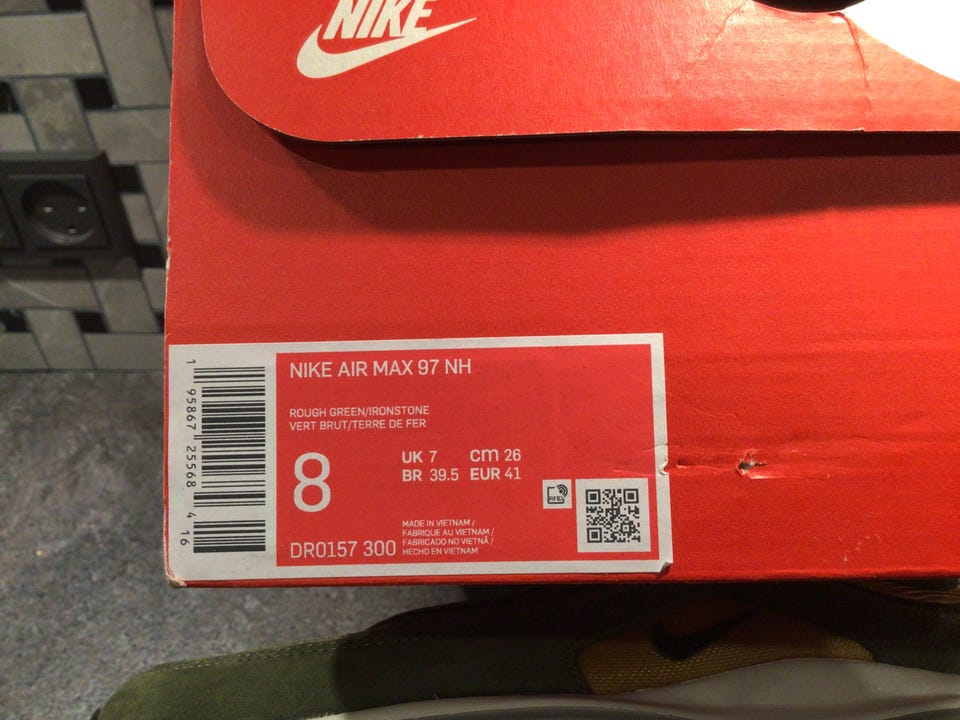 NIKE
NIKE AIR MAX 97 NH
ROUGH GREEN/IRONSTONE
VERT BRUT/TERRE DE FER
8
UK 7 cm 26
BR 39.5 EUR 41
DR0157 300
MADE IN VIETNAM /
FABRIQUE AU VIETNAM /
FABRICADO NO VIETNÃ /
HECHO EN VIETNAM
RFID
1 95867 25568 4 16